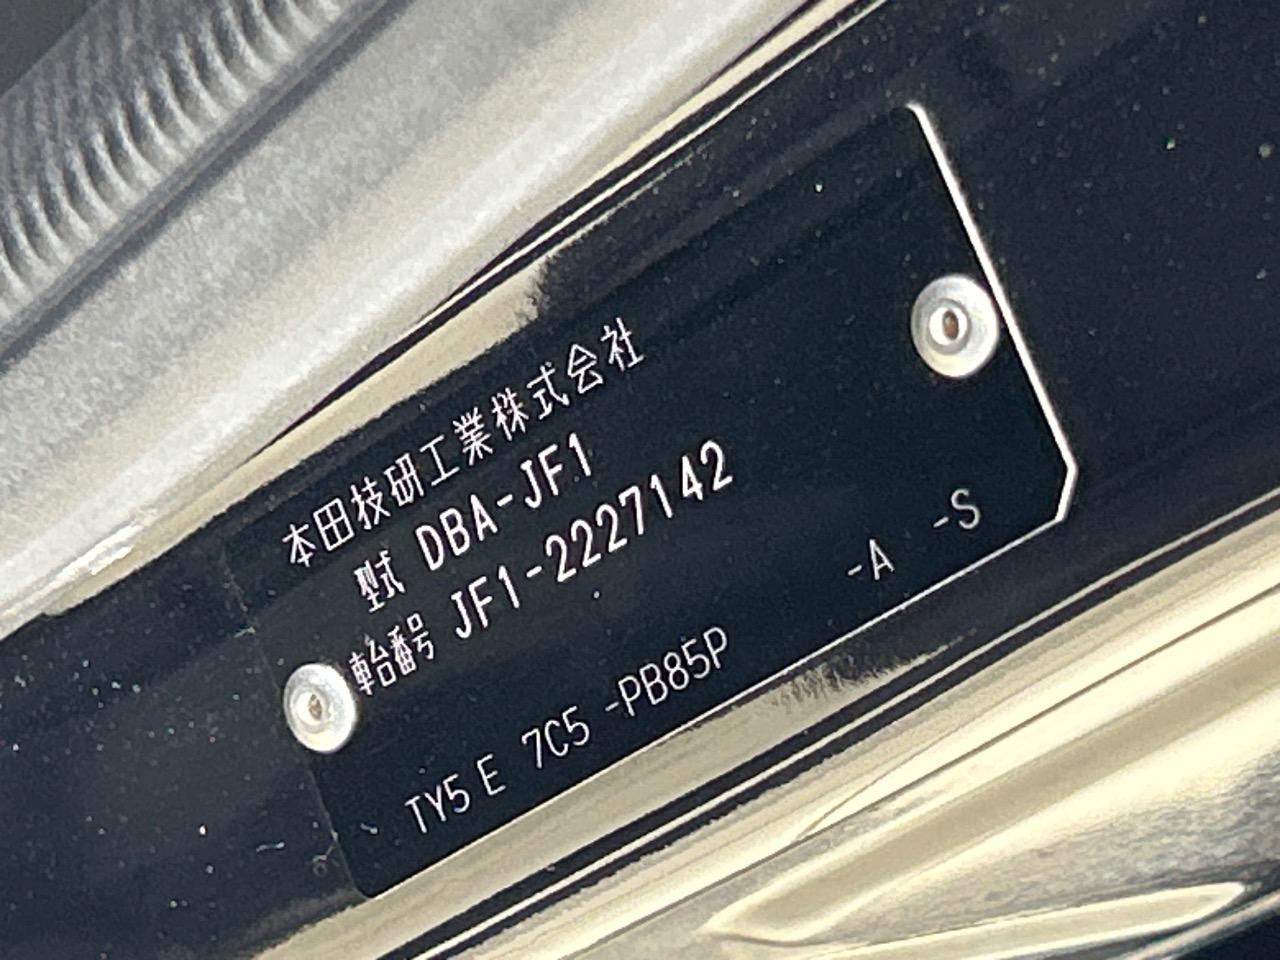 本田技研工業株式会社
型式 DBA-JF1
車台番号 JF1-2227142
-A -S
TY5 E 7C5 -PB85P